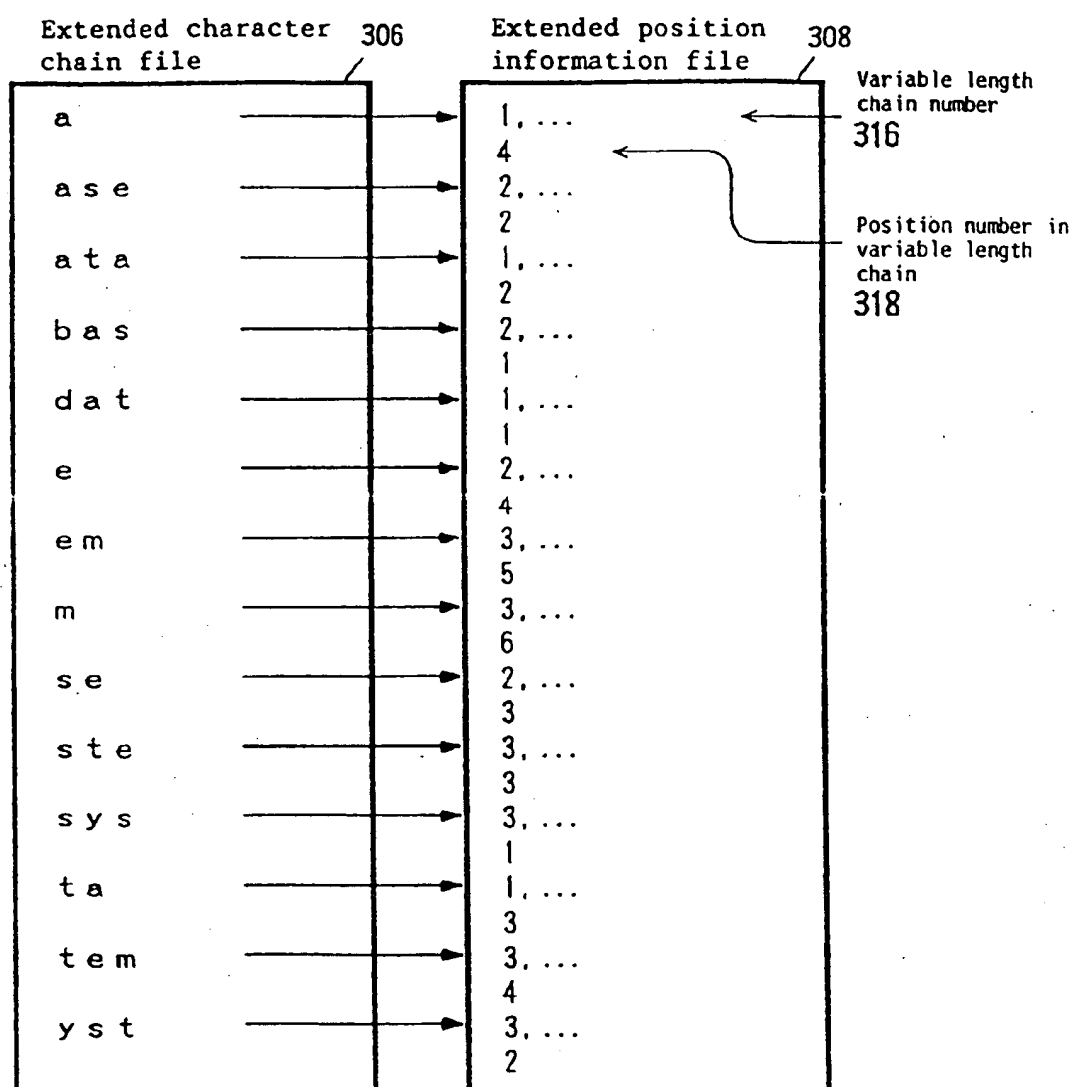 Extended character chain file 306
Extended position information file 308
a
ase
ata
bas
dat
e
em
m
se
ste
sys
ta
tem
yst
1, ...
4
2, ...
2
1, ...
2
2, ...
1
1, ...
1
2, ...
4
3, ...
5
3, ...
6
2, ...
3
3, ...
3
3, ...
1
1, ...
3
3, ...
4
3, ...
2
Variable length
chain number
316
Position number in
variable length
chain
318